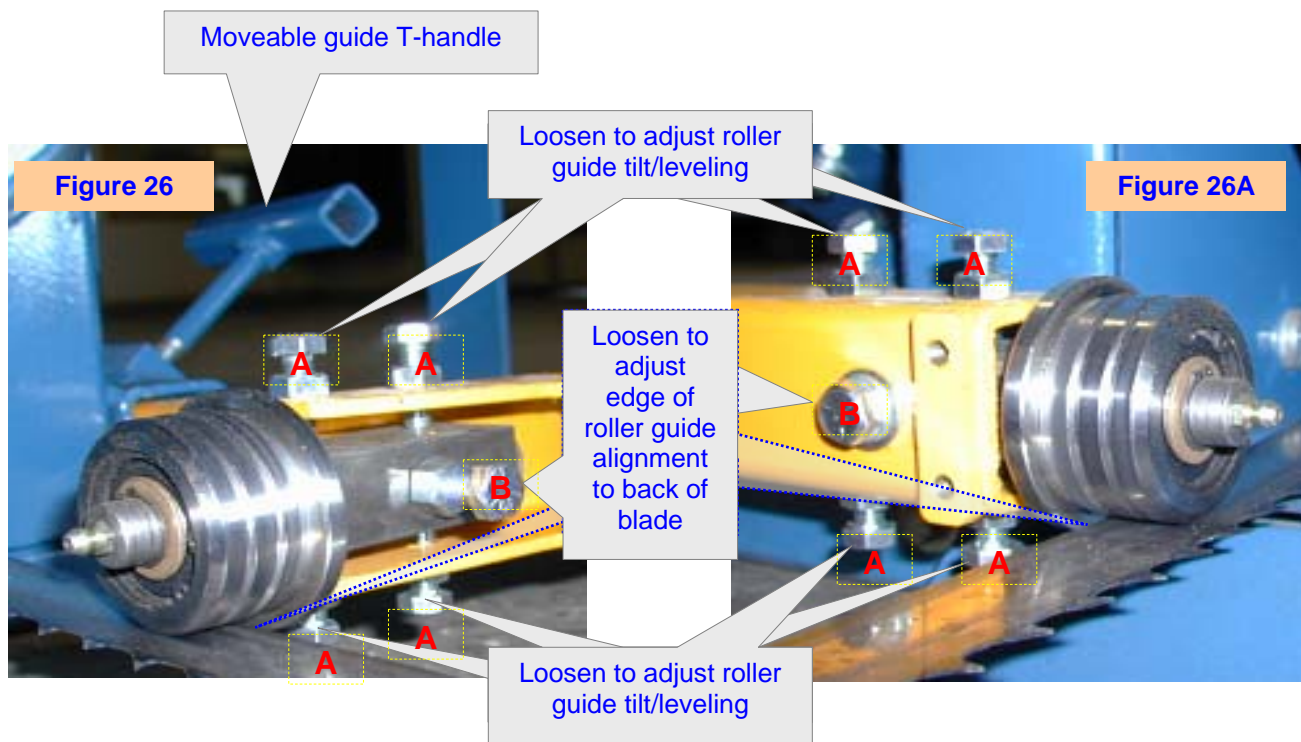 Moveable guide T-handle
Loosen to adjust roller
guide tilt/leveling
Figure 26
Figure 26A
A
A
A
A
Loosen to
adjust
edge of
roller guide
alignment
to back of
blade
B
B
A
A
A
A
Loosen to adjust roller
guide tilt/leveling